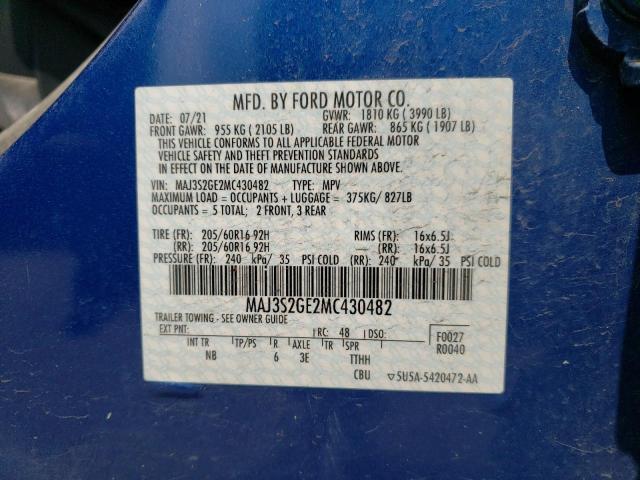 MFD. BY FORD MOTOR CO.
DATE: 07/21 GVWR: 1810 KG ( 3990 LB)
FRONT GAWR: 955 KG ( 2105 LB) REAR GAWR: 865 KG ( 1907 LB)
THIS VEHICLE CONFORMS TO ALL APPLICABLE FEDERAL MOTOR
VEHICLE SAFETY AND THEFT PREVENTION STANDARDS
IN EFFECT ON THE DATE OF MANUFACTURE SHOWN ABOVE.
VIN: MAJ3S2GE2MC430482 TYPE: MPV
MAXIMUM LOAD = OCCUPANTS + LUGGAGE = 375KG/ 827LB
OCCUPANTS = 5 TOTAL; 2 FRONT, 3 REAR
TIRE (FR): 205/60R16 92H RIMS (FR): 16x6.5J
(RR): 205/60R16 92H (RR): 16x6.5J
PRESSURE (FR): 240 kPa/ 35 PSI COLD (RR): 240 kPa/ 35 PSI COLD
MAJ3S2GE2MC430482
TRAILER TOWING - SEE OWNER GUIDE
EXT PNT: RC: 48 DSO: F0027
R0040
INT TR TP/PS R AXLE TR SPR
NB 6 3E TTHH
CBU ▽5U5A-5420472-AA